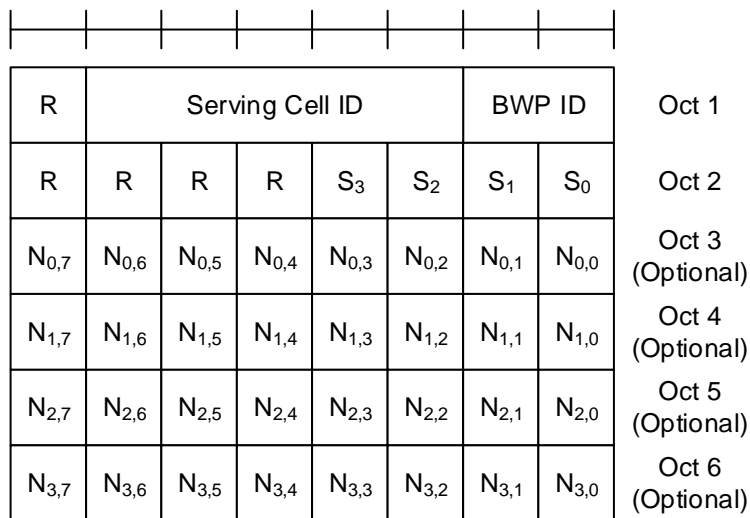 R Serving Cell ID BWP ID Oct 1
R R R R S₃ S₂ S₁ S₀ Oct 2
N₀,₇ N₀,₆ N₀,₅ N₀,₄ N₀,₃ N₀,₂ N₀,₁ N₀,₀ Oct 3 (Optional)
N₁,₇ N₁,₆ N₁,₅ N₁,₄ N₁,₃ N₁,₂ N₁,₁ N₁,₀ Oct 4 (Optional)
N₂,₇ N₂,₆ N₂,₅ N₂,₄ N₂,₃ N₂,₂ N₂,₁ N₂,₀ Oct 5 (Optional)
N₃,₇ N₃,₆ N₃,₅ N₃,₄ N₃,₃ N₃,₂ N₃,₁ N₃,₀ Oct 6 (Optional)